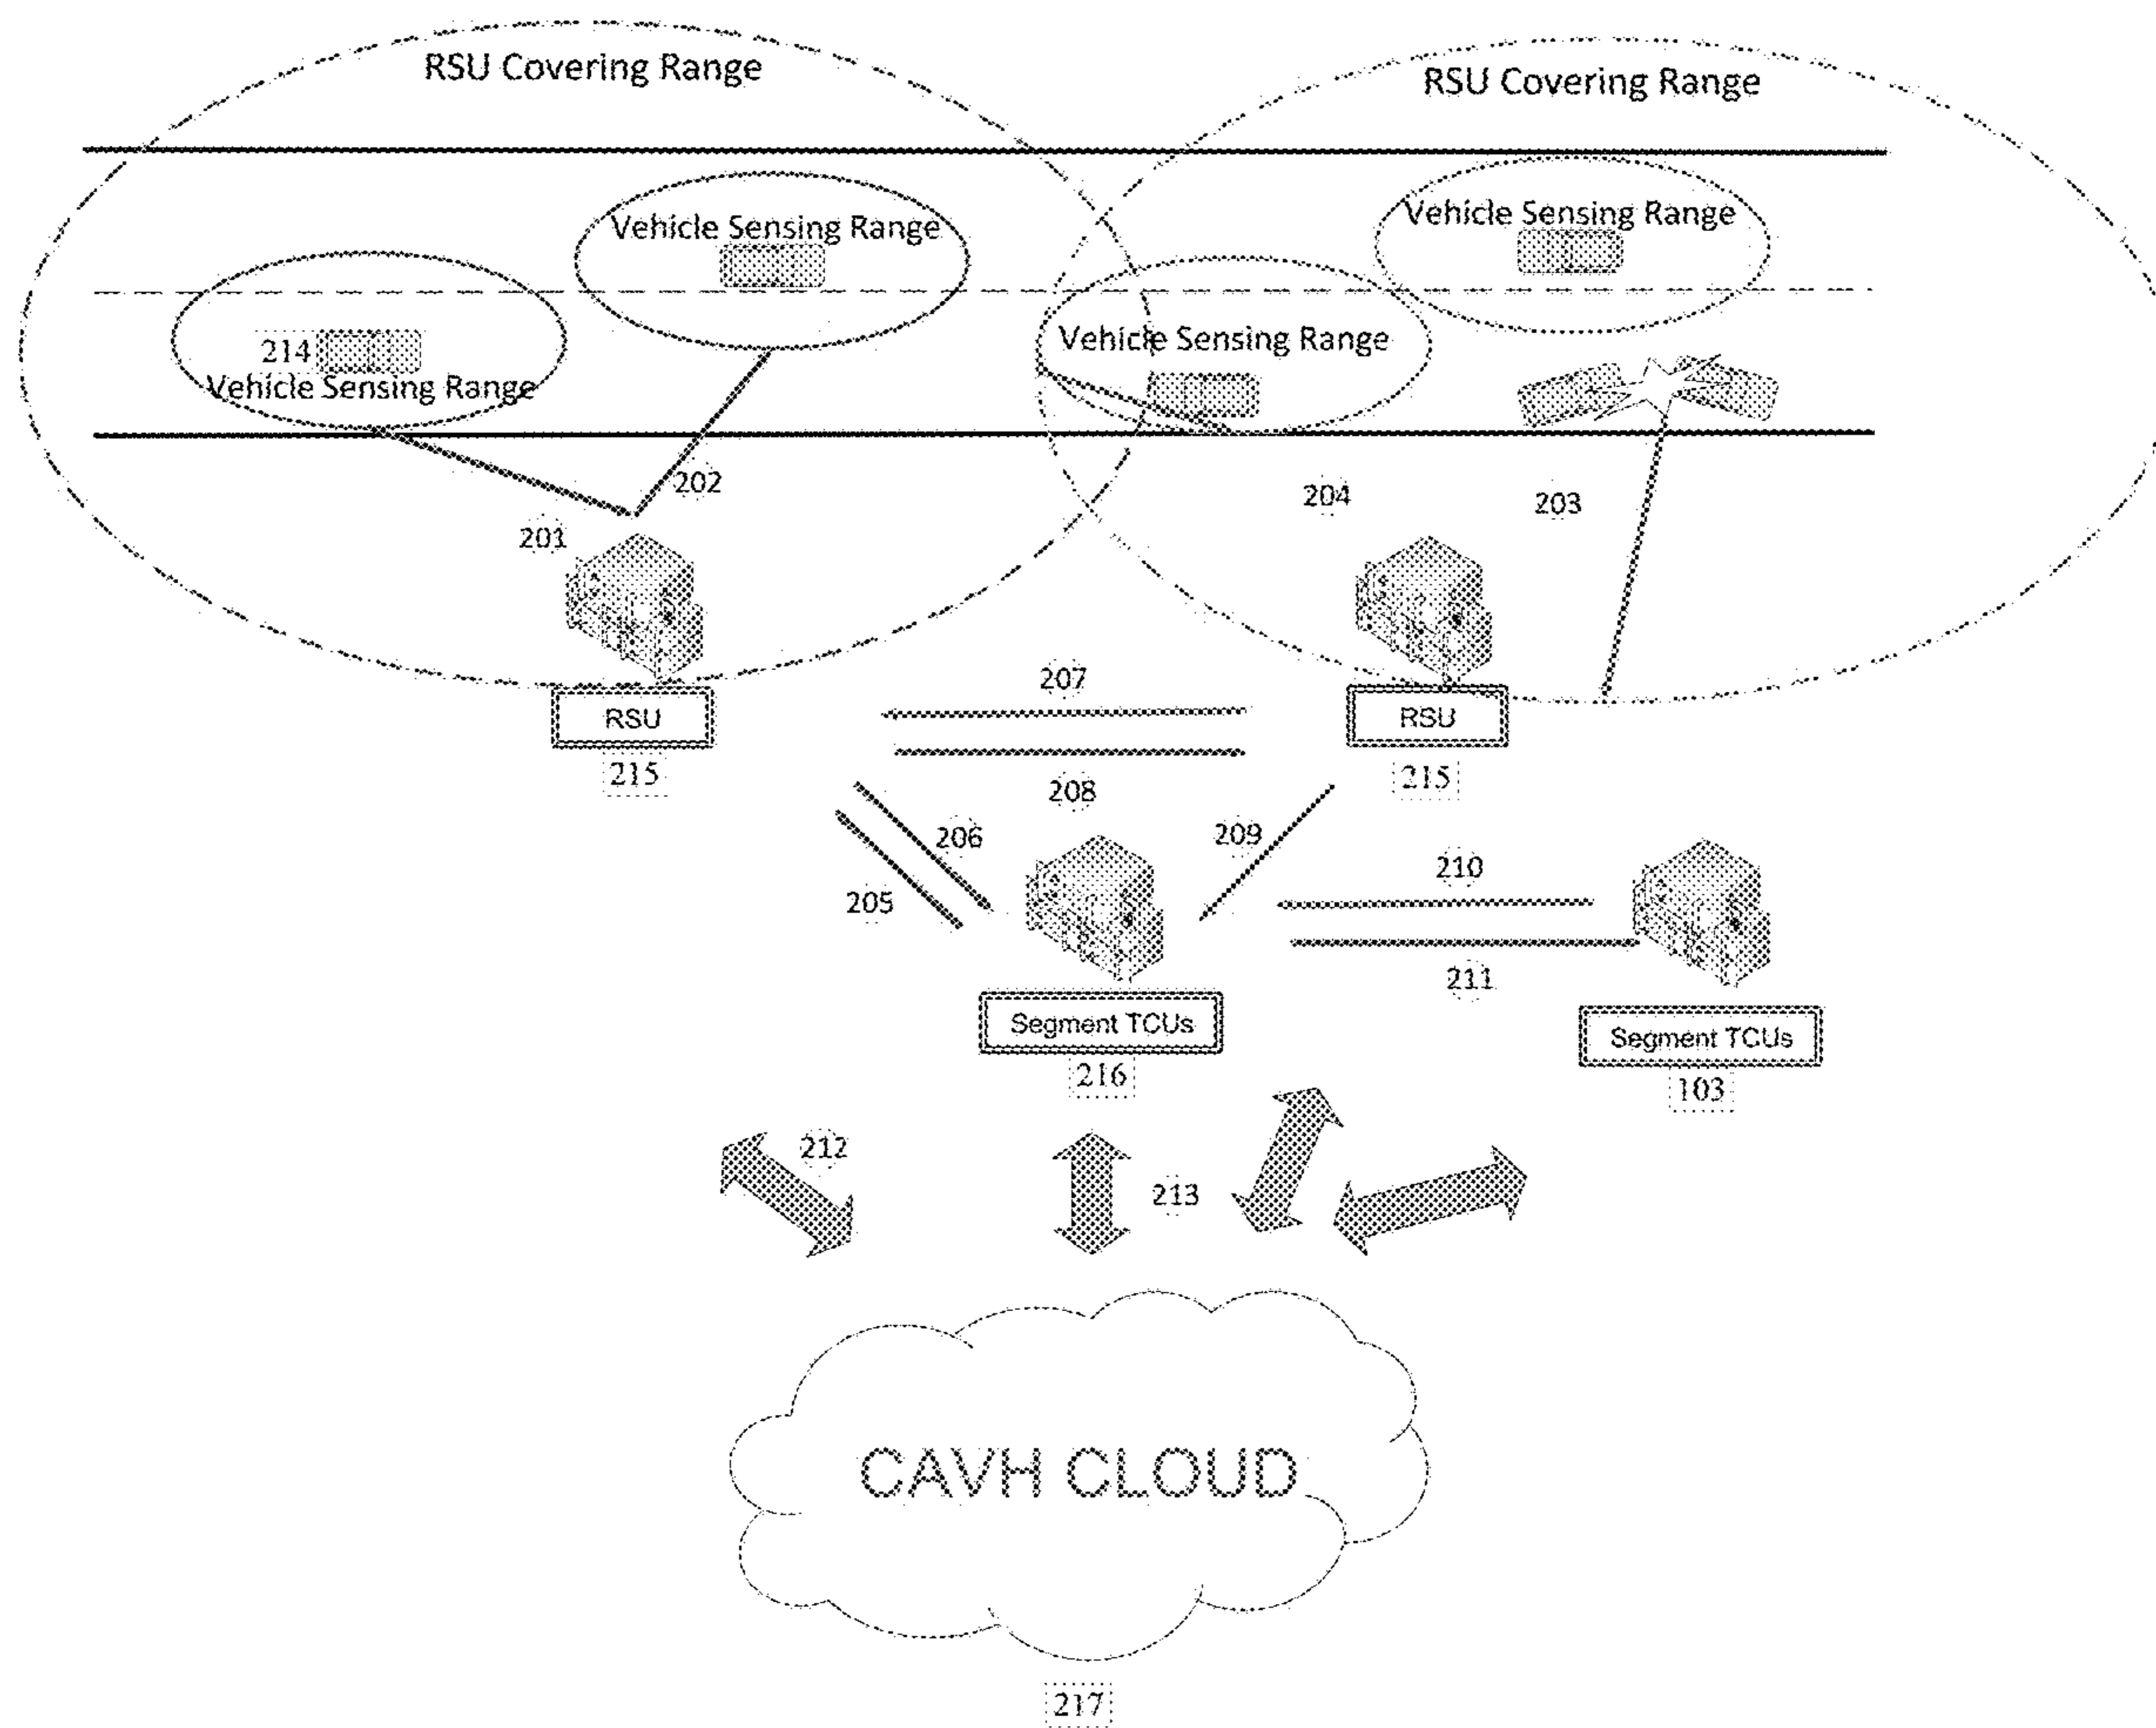 RSU Covering Range
RSU Covering Range
Vehicle Sensing Range
Vehicle Sensing Range
214
Vehicle Sensing Range
Vehicle Sensing Range
202
204
203
201
207
RSU
RSU
215
215
208
206
209
205
210
211
Segment TCUs
Segment TCUs
216
103
212
213
CAVH CLOUD
217